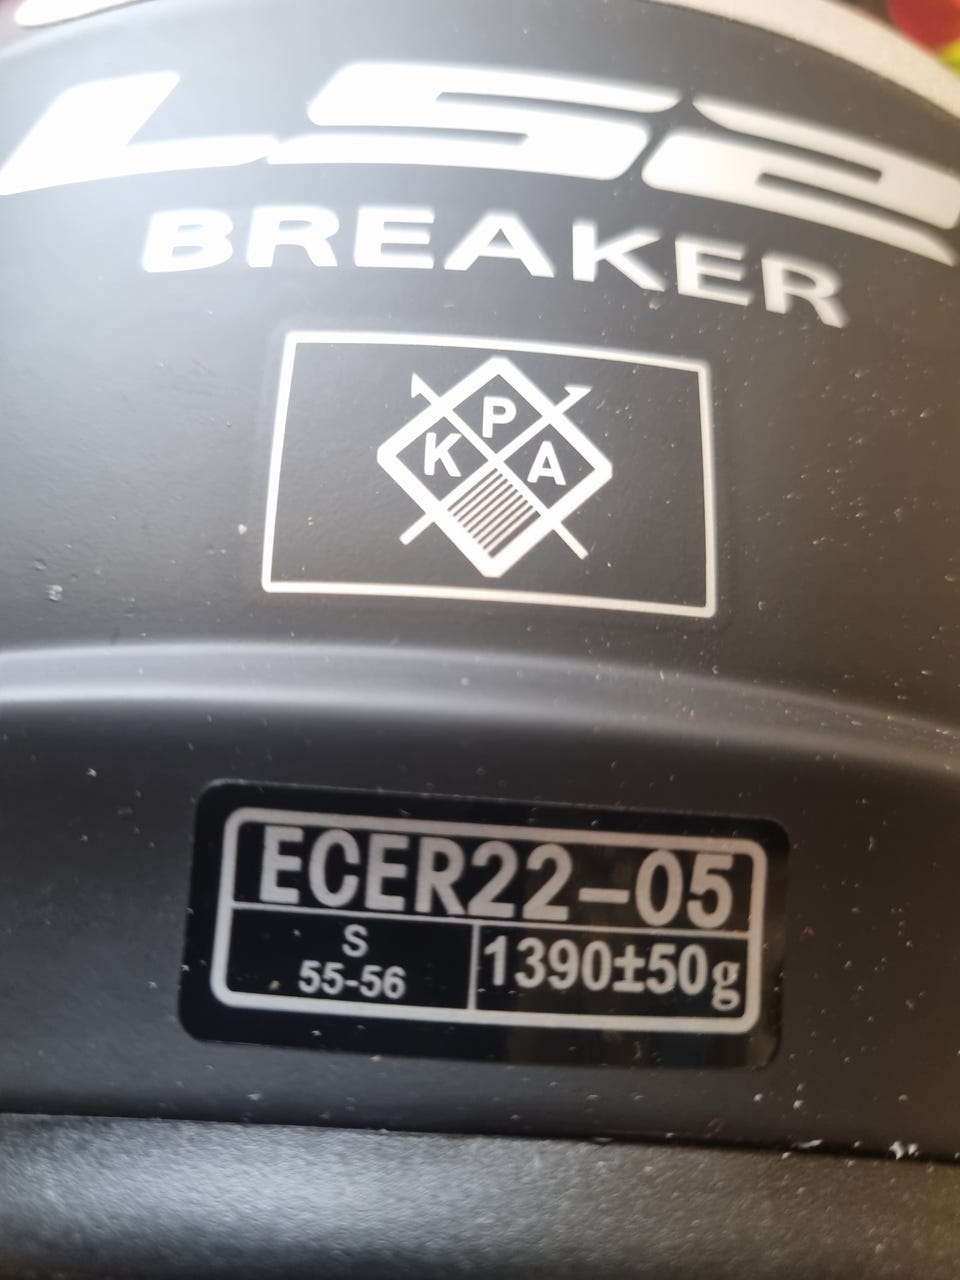 LS2
BREAKER
P
K A
ECER22-05
S
55-56
1390±50g